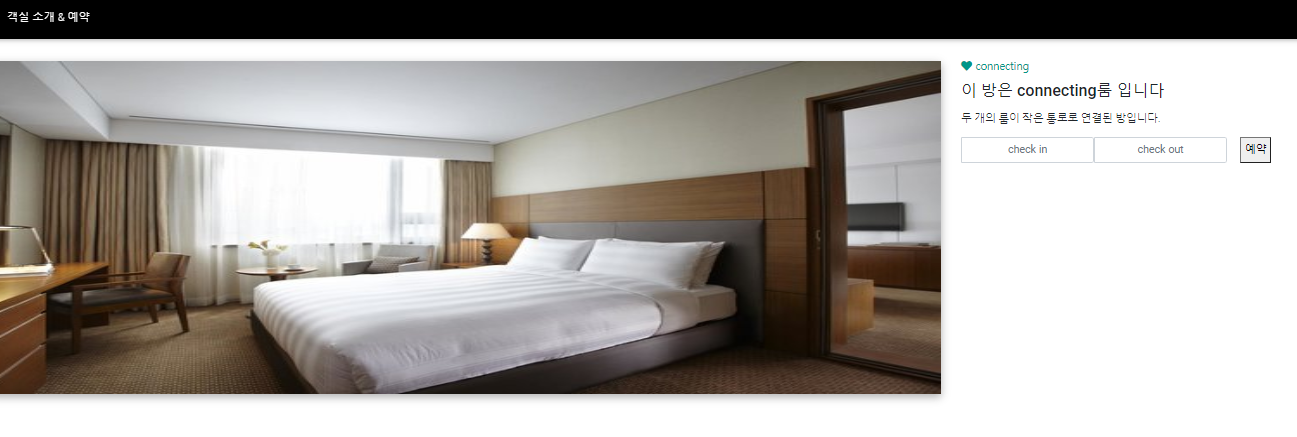 객실 소개 & 예약
connecting
이 방은 connecting룸 입니다
두 개의 룸이 작은 통로로 연결된 방입니다.
check in check out 예약